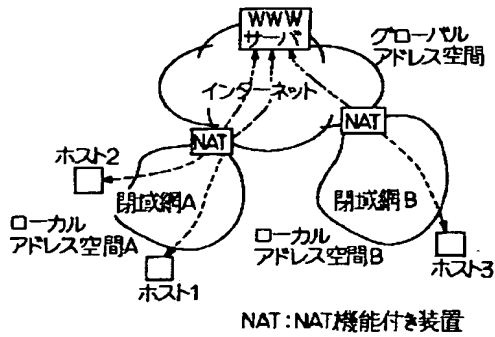 WWW
サーバ
グローバル
アドレス空間
インターネット
NAT
NAT
ホスト2
閉域網A
閉域網B
ローカル
アドレス空間A
ローカル
アドレス空間B
ホスト1
ホスト3
NAT:NAT機能付き装置